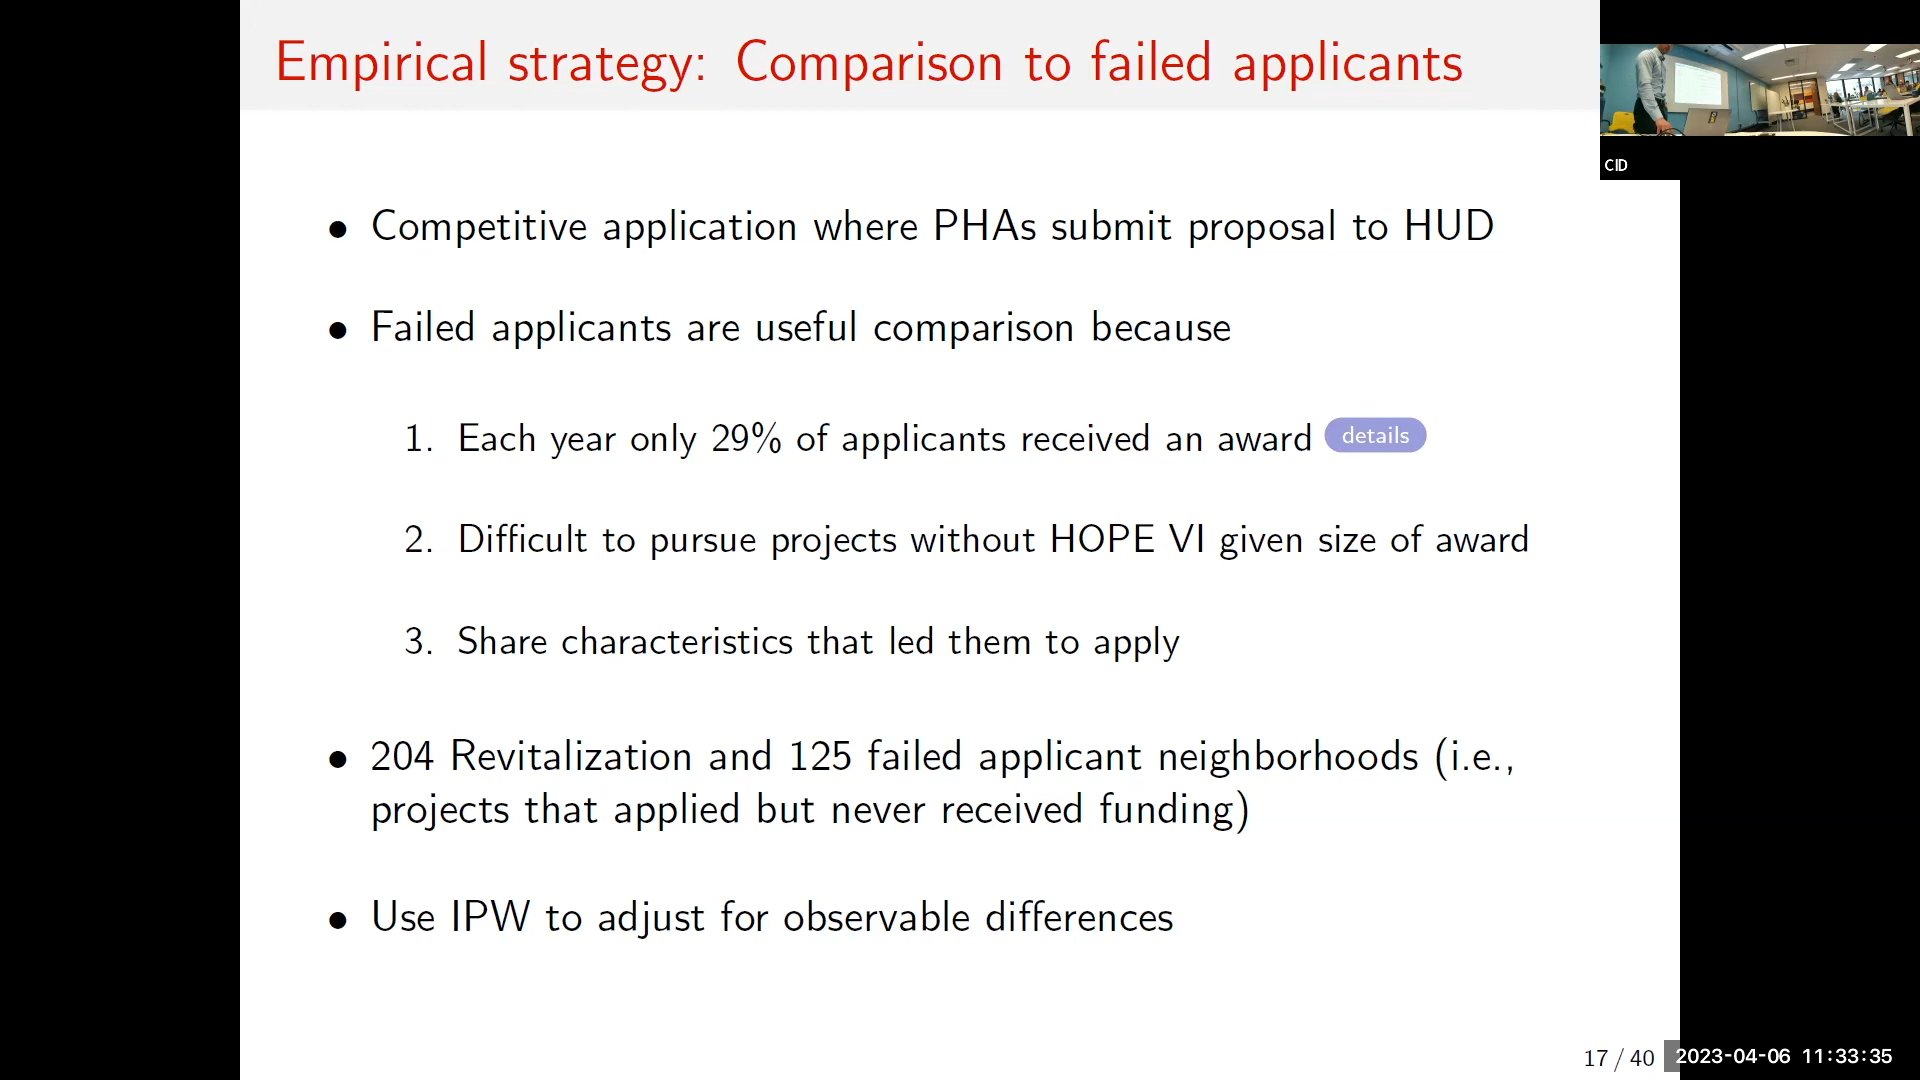 Empirical strategy: Comparison to failed applicants
• Competitive application where PHAs submit proposal to HUD
• Failed applicants are useful comparison because
1. Each year only 29% of applicants received an award details
2. Difficult to pursue projects without HOPE VI given size of award
3. Share characteristics that led them to apply
• 204 Revitalization and 125 failed applicant neighborhoods (i.e.,
projects that applied but never received funding)
• Use IPW to adjust for observable differences
17 / 40
CID
2023-04-06 11:33:35